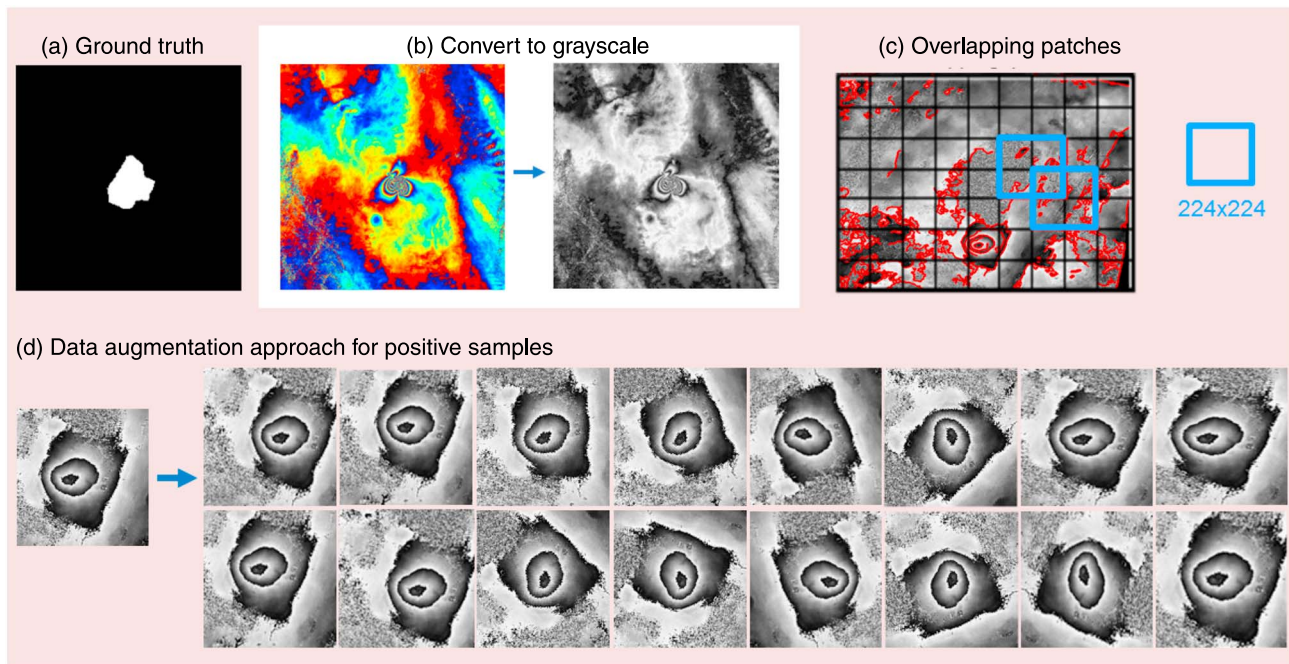 (a) Ground truth
(b) Convert to grayscale
(c) Overlapping patches
224x224
(d) Data augmentation approach for positive samples